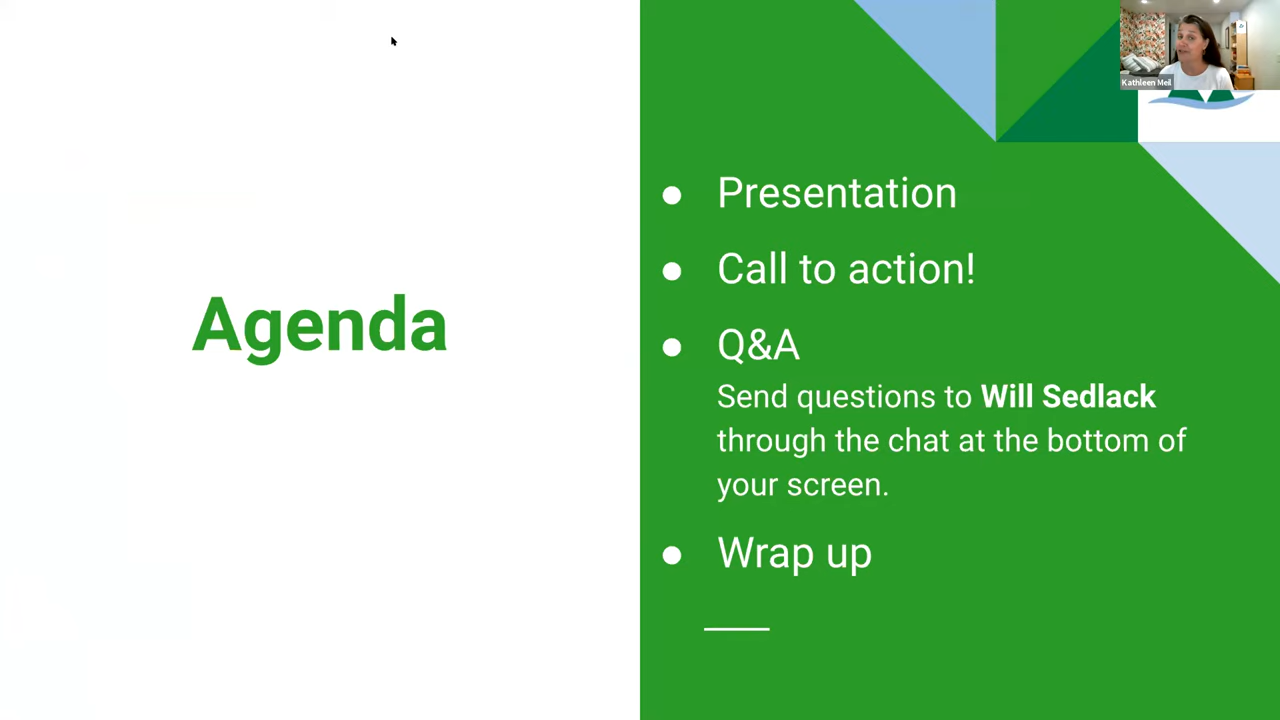 Kathleen Meil
Agenda
● Presentation
● Call to action!
● Q&A
Send questions to Will Sedlack
through the chat at the bottom of
your screen.
● Wrap up